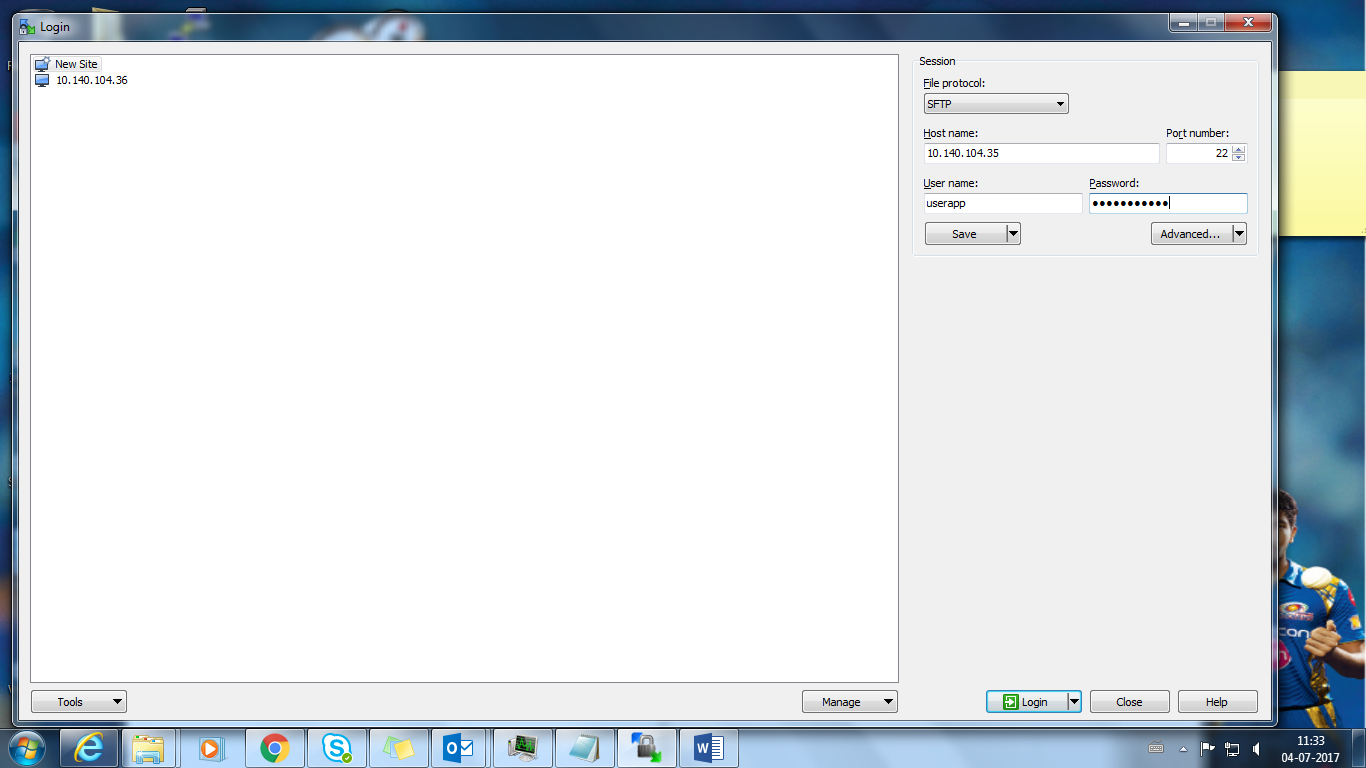 Login
New Site
10.140.104.36
Session
File protocol:
SFTP
Host name:
Port number:
10.140.104.35
22
User name:
Password:
userapp
Save
Advanced...
Tools
Manage
Login
Close
Help
11:33
04-07-2017